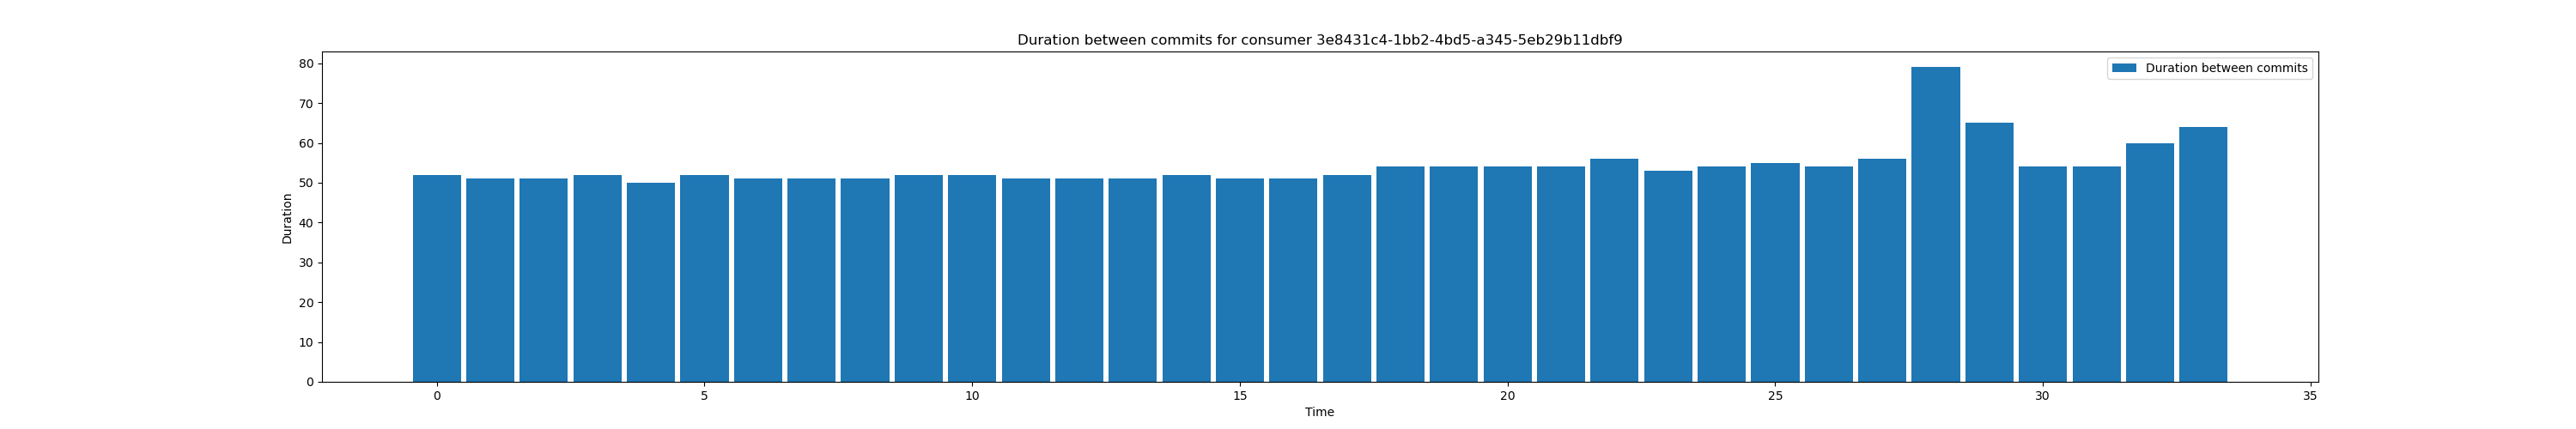 Duration between commits for consumer 3e8431c4-1bb2-4bd5-a345-5eb29b11dbf9
Duration between commits
80
70
60
50
40
30
20
10
0
Duration
0 5 10 15 20 25 30 35
Time